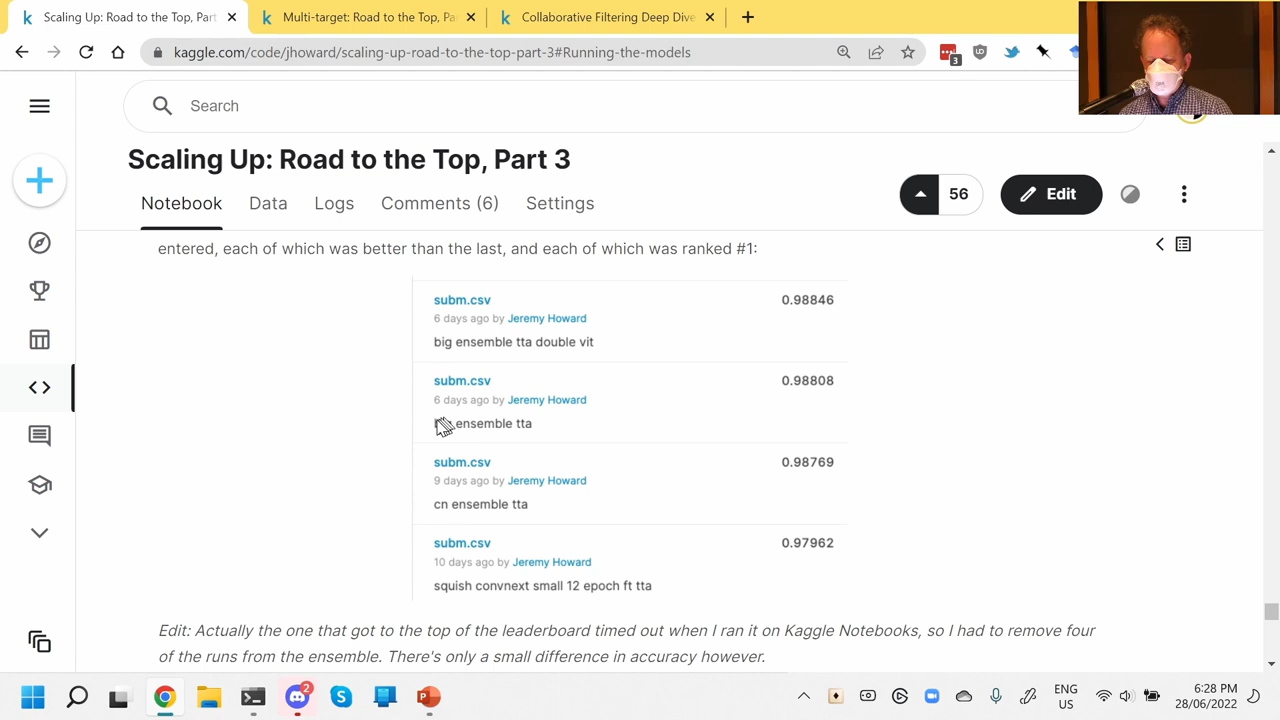 Scaling Up: Road to the Top, Part
Multi-target: Road to the Top, Pa
Collaborative Filtering Deep Dive
kaggle.com/code/jhoward/scaling-up-road-to-the-top-part-3#Running-the-models
3
Search
Scaling Up: Road to the Top, Part 3
56
Edit
Notebook
Data
Logs
Comments (6)
Settings
entered, each of which was better than the last, and each of which was ranked #1:
subm.csv
0.98846
6 days ago by Jeremy Howard
big ensemble tta double vit
subm.csv
0.98808
6 days ago by Jeremy Howard
ensemble tta
subm.csv
0.98769
9 days ago by Jeremy Howard
cn ensemble tta
subm.csv
0.97962
10 days ago by Jeremy Howard
squish convnext small 12 epoch ft tta
Edit: Actually the one that got to the top of the leaderboard timed out when I ran it on Kaggle Notebooks, so I had to remove four
of the runs from the ensemble. There's only a small difference in accuracy however.
2
ENG
US
6:28 PM
28/06/2022